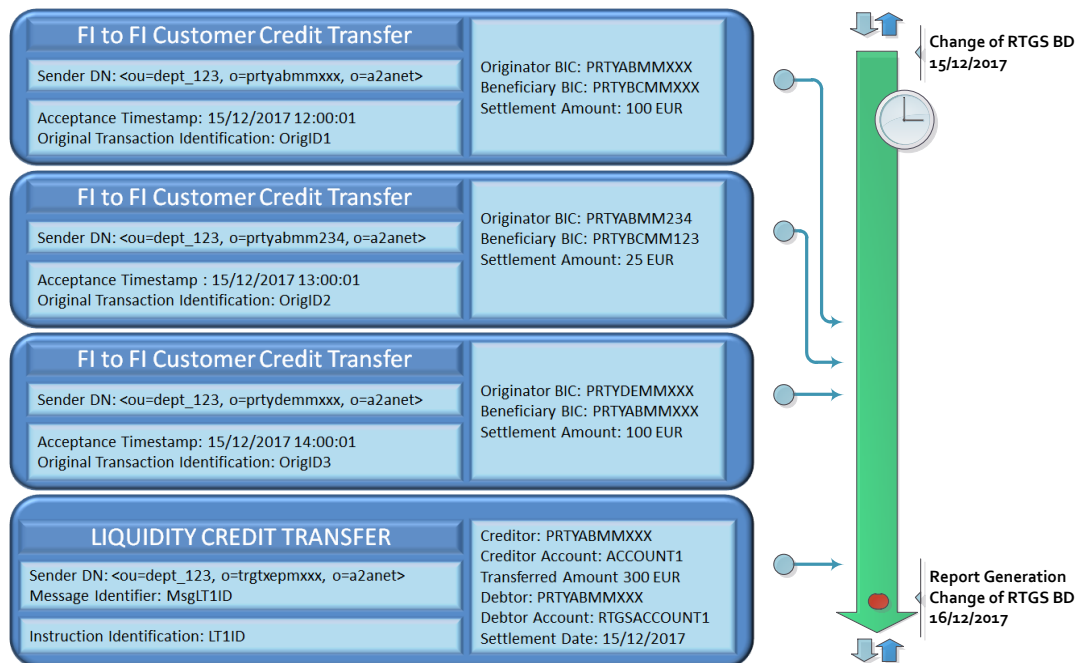 FI to FI Customer Credit Transfer
Sender DN: <ou=dept_123, o=prtyabmmxxx, o=a2anet>
Acceptance Timestamp: 15/12/2017 12:00:01
Original Transaction Identification: OrigID1
Originator BIC: PRTYABMMXXX
Beneficiary BIC: PRTYBCMMXXX
Settlement Amount: 100 EUR
FI to FI Customer Credit Transfer
Sender DN: <ou=dept_123, o=prtyabmm234, o=a2anet>
Acceptance Timestamp : 15/12/2017 13:00:01
Original Transaction Identification: OrigID2
Originator BIC: PRTYABMM234
Beneficiary BIC: PRTYBCMM123
Settlement Amount: 25 EUR
FI to FI Customer Credit Transfer
Sender DN: <ou=dept_123, o=prtydemmxxx, o=a2anet>
Acceptance Timestamp: 15/12/2017 14:00:01
Original Transaction Identification: OrigID3
Originator BIC: PRTYDEMMXXX
Beneficiary BIC: PRTYABMMXXX
Settlement Amount: 100 EUR
LIQUIDITY CREDIT TRANSFER
Sender DN: <ou=dept_123, o=trgtxepmxxx, o=a2anet>
Message Identifier: MsgLT1ID
Instruction Identification: LT1ID
Creditor: PRTYABMMXXX
Creditor Account: ACCOUNT1
Transferred Amount 300 EUR
Debtor: PRTYABMMXXX
Debtor Account: RTGSACCOUNT1
Settlement Date: 15/12/2017
Change of RTGS BD
15/12/2017
Report Generation
Change of RTGS BD
16/12/2017